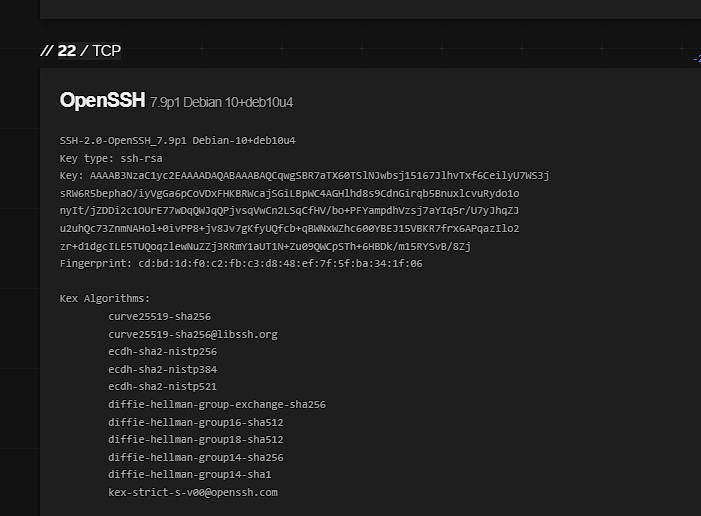 // 22 / TCP
OpenSSH 7.9p1 Debian 10+deb10u4
SSH-2.0-OpenSSH_7.9p1 Debian-10+deb10u4
Key type: ssh-rsa
Key: AAAAB3NzaC1yc2EAAAADAQABAAABAQCqwgSBR7aTX60TSlNJwbsj15167JlhvTxf6CeilyU7WS3j
sRW6R5bephaO/iyVgGa6pCoVDxFHKBRWcajSGiLBpWC4AGHlhd8s9CdnGirqb5BnuxlcvuRydo1o
nyIt/jZDDi2c1OUrE77wDqQWJqQPjvsqVwCn2LSqCfHV/bo+PFYampdhVzsj7aYIq5r/U7yJhqZJ
u2uhQc73ZnmNAHol+0ivPP8+jv8Jv7gKfyUQfcb+qBWNxWZhc600YBEJ15VBKR7frx6APqazIlo2
zr+d1dgcILE5TUQoqzlewNuZZj3RRmY1aUT1N+Zu09QWCpSTh+6HBDk/m15RYSvB/8Zj
Fingerprint: cd:bd:1d:f0:c2:fb:c3:d8:48:ef:7f:5f:ba:34:1f:06
Kex Algorithms:
curve25519-sha256
curve25519-sha256@libssh.org
ecdh-sha2-nistp256
ecdh-sha2-nistp384
ecdh-sha2-nistp521
diffie-hellman-group-exchange-sha256
diffie-hellman-group16-sha512
diffie-hellman-group18-sha512
diffie-hellman-group14-sha256
diffie-hellman-group14-sha1
kex-strict-s-v00@openssh.com